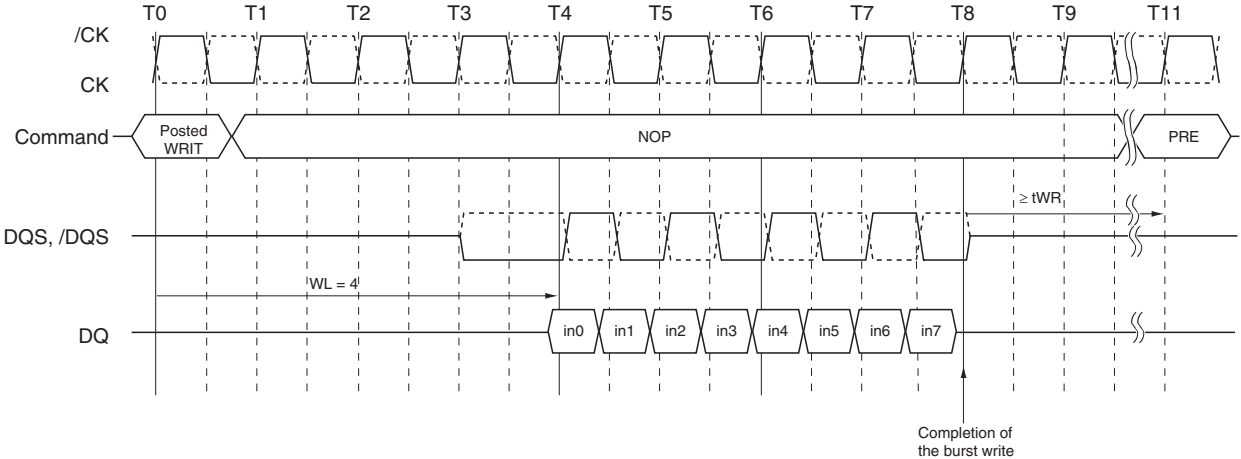 T0 T1 T2 T3 T4 T5 T6 T7 T8 T9 T11
/CK
CK
Command
Posted
WRIT
NOP
PRE
≥ tWR
DQS, /DQS
WL = 4
DQ
in0 in1 in2 in3 in4 in5 in6 in7
Completion of
the burst write